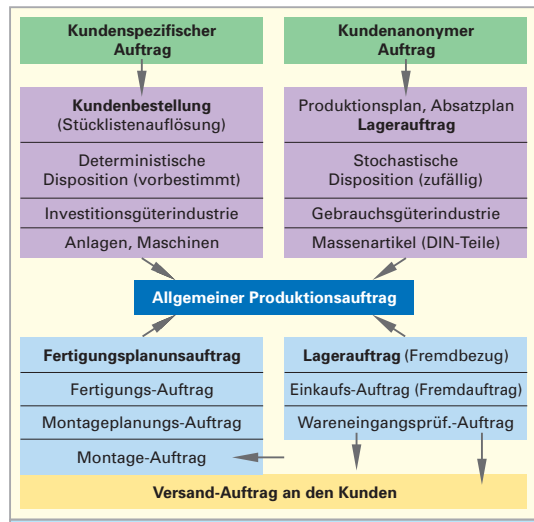 Kundenspezifischer
Auftrag
Kundenanonymer
Auftrag
Kundenbestellung
(Stücklistenauflösung)
Deterministische
Disposition (vorbestimmt)
Investitionsgüterindustrie
Anlagen, Maschinen
Produktionsplan, Absatzplan
Lagerauftrag
Stochastische
Disposition (zufällig)
Gebrauchsgüterindustrie
Massenartikel (DIN-Teile)
Allgemeiner Produktionsauftrag
Fertigungsplanunsauftrag
Fertigungs-Auftrag
Montageplanungs-Auftrag
Montage-Auftrag
Lagerauftrag (Fremdbezug)
Einkaufs-Auftrag (Fremdauftrag)
Wareneingangsprüf.-Auftrag
Versand-Auftrag an den Kunden